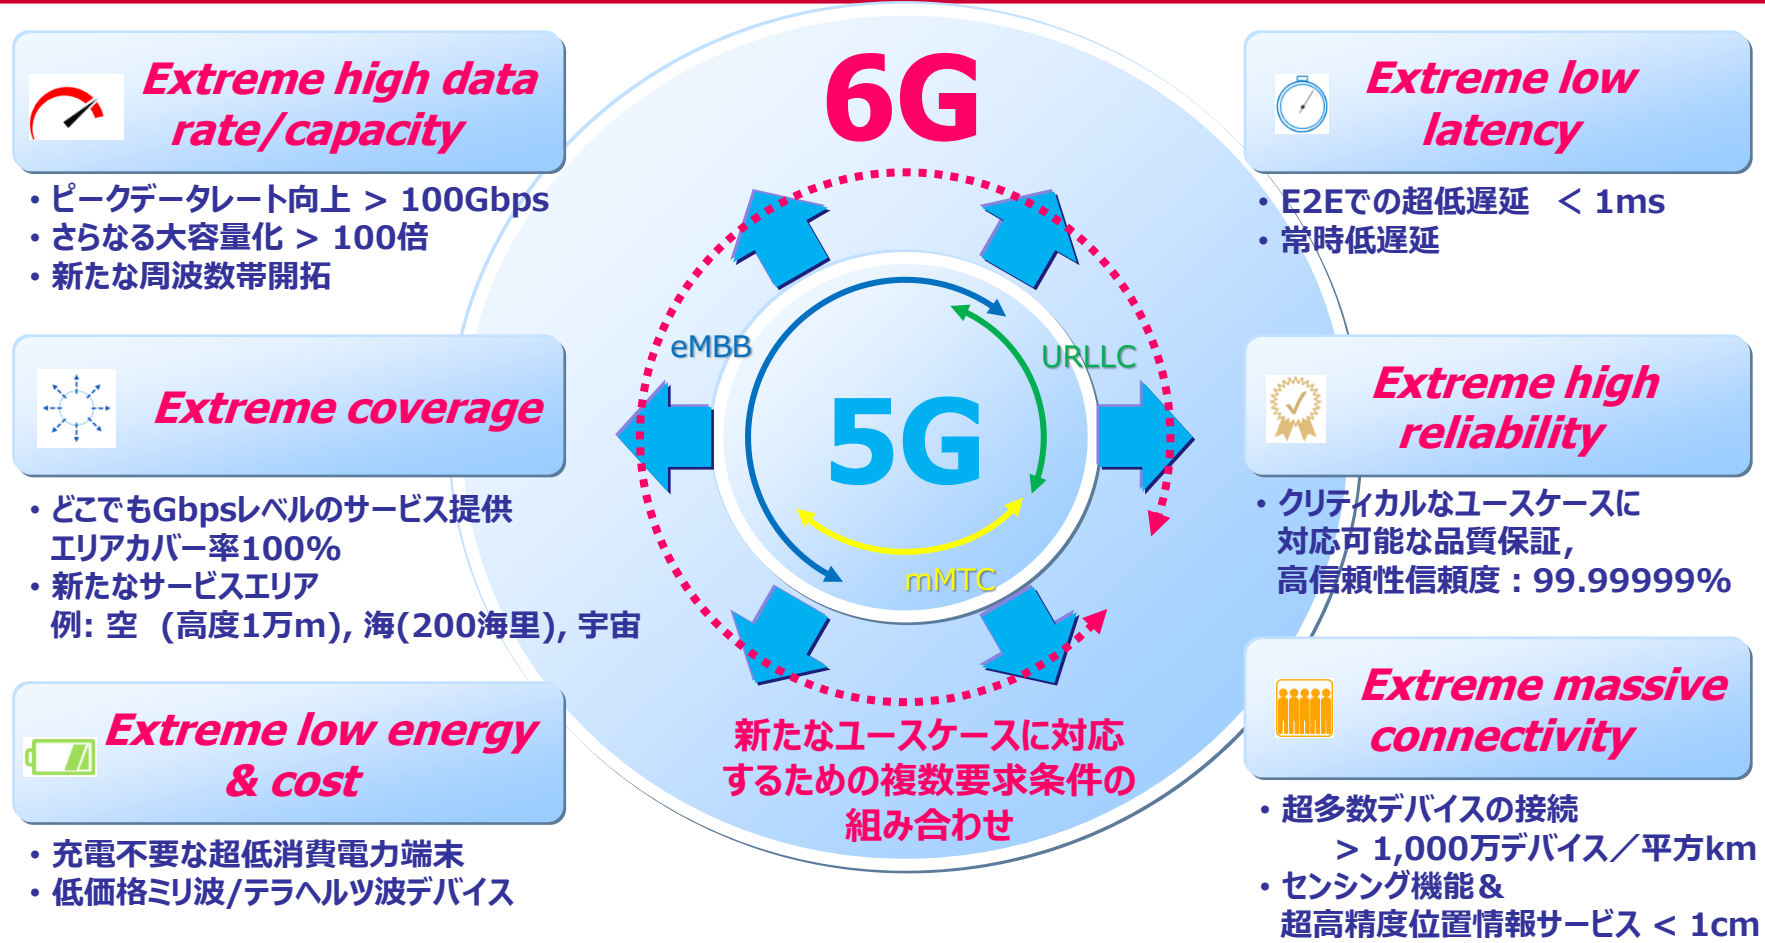 Extreme high data
rate/capacity
・ピークデータレート向上 > 100Gbps
・さらなる大容量化 > 100倍
・新たな周波数帯開拓
Extreme coverage
・どこでもGbpsレベルのサービス提供
エリアカバー率100%
・新たなサービスエリア
例: 空 (高度1万m), 海(200海里), 宇宙
Extreme low energy
& cost
・充電不要な超低消費電力端末
・低価格ミリ波/テラヘルツ波デバイス
6G
eMBB
URLLC
5G
mMTC
新たなユースケースに対応
するための複数要求条件の
組み合わせ
Extreme low
latency
・E2Eでの超低遅延 < 1ms
・常時低遅延
Extreme high
reliability
・クリティカルなユースケースに
対応可能な品質保証,
高信頼性信頼度：99.99999%
Extreme massive
connectivity
・超多数デバイスの接続
> 1,000万デバイス／平方km
・センシング機能＆
超高精度位置情報サービス < 1cm